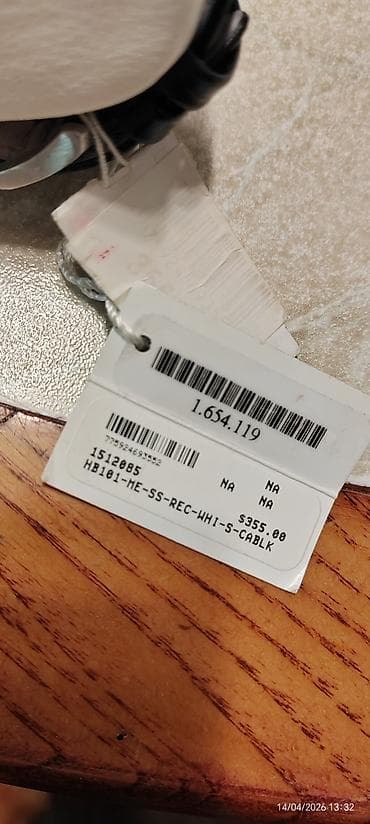 1.654.119
775924693552
1512085
NA NA
NA
$355.00
HB101-ME-SS-REC-WHI-S-CABLK
14/04/2026 13:32